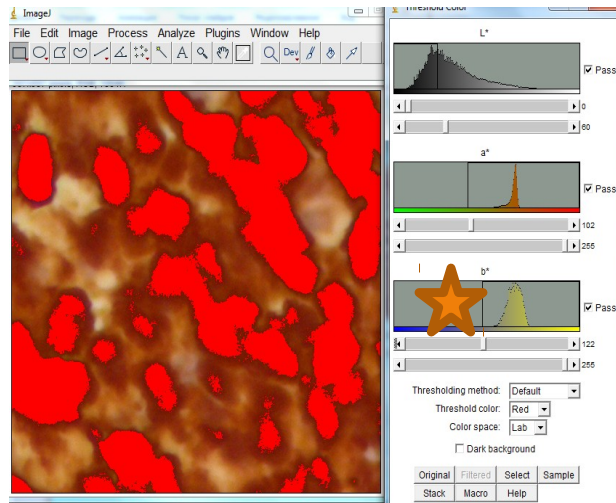 ImageJ
File Edit Image Process Analyze Plugins Window Help
Dev
Threshold Color
L*
Pass
0
60
a*
Pass
102
255
b*
Pass
122
255
Thresholding method: Default
Threshold color: Red
Color space: Lab
Dark background
Original Filtered Select Sample
Stack Macro Help